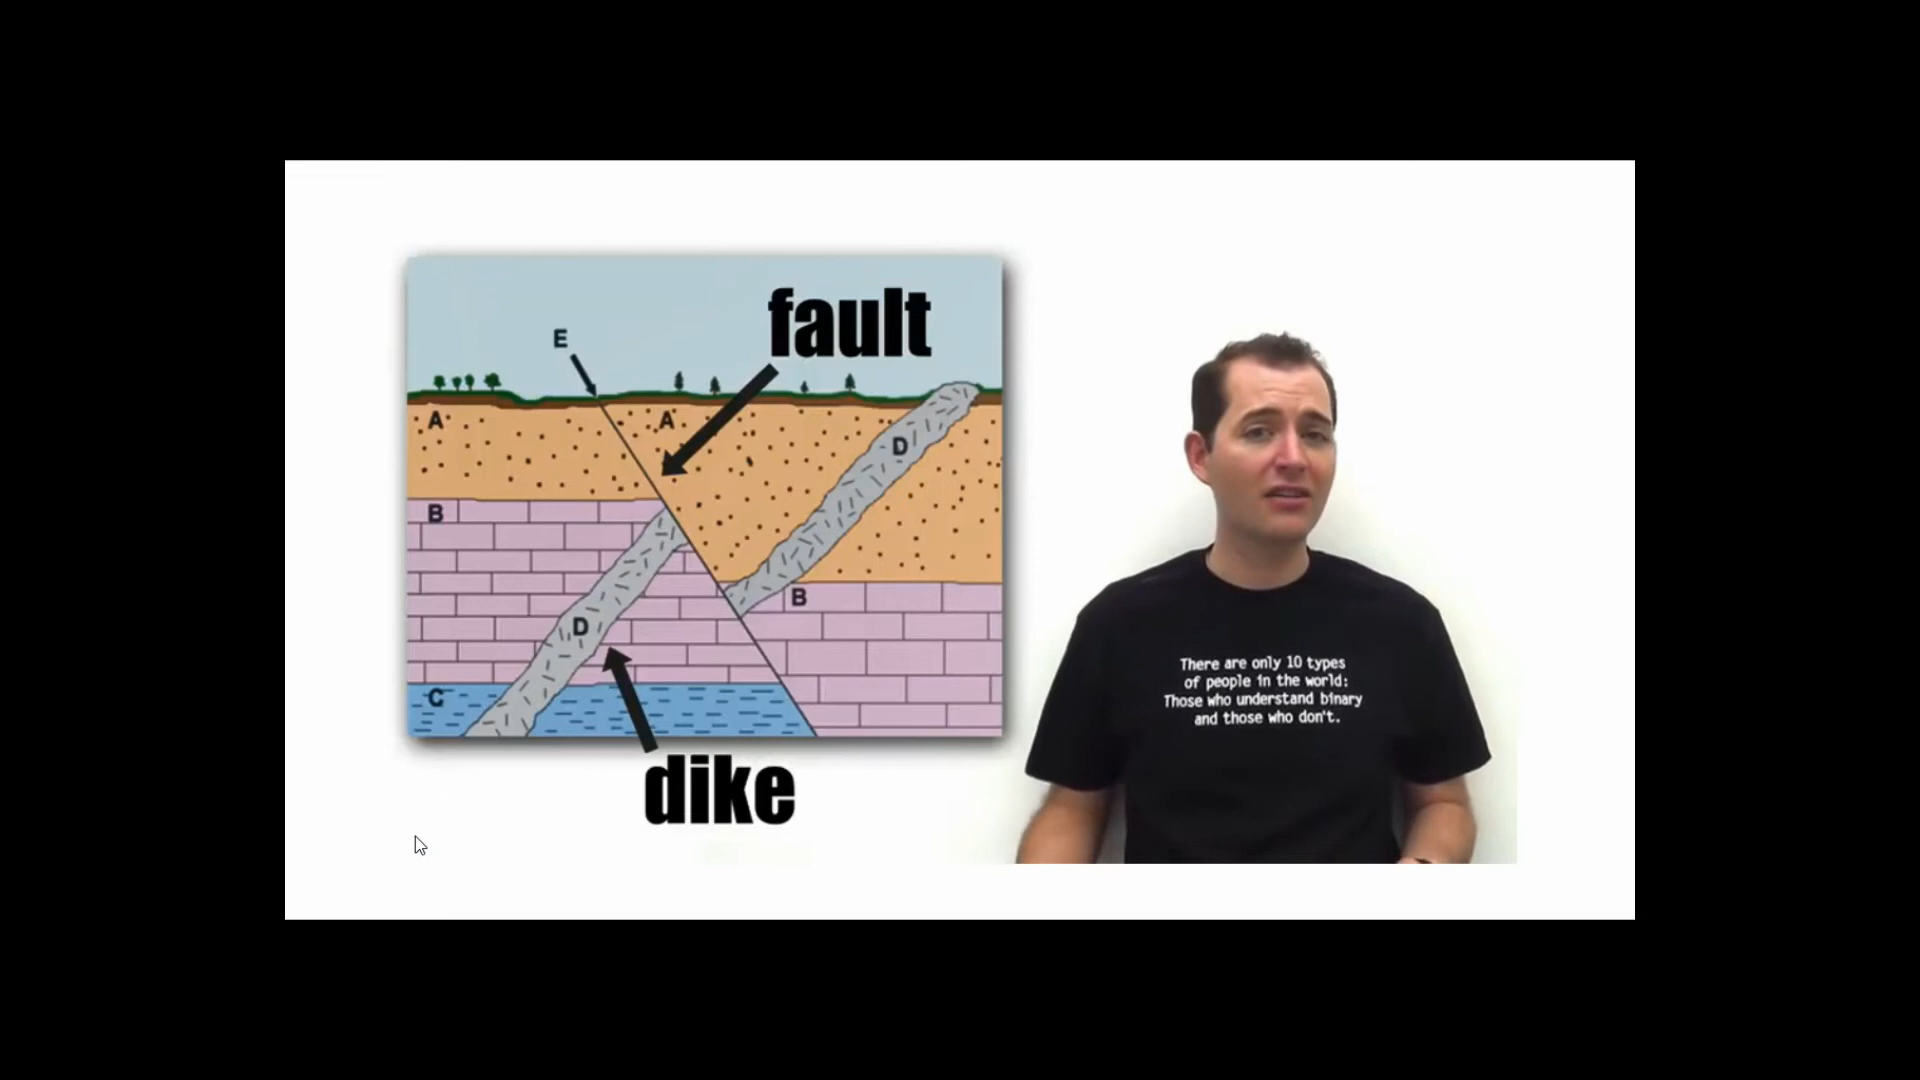 fault
E
A
A
D
B
B
D
C
dike
There are only 10 types
of people in the world:
Those who understand binary
and those who don't.